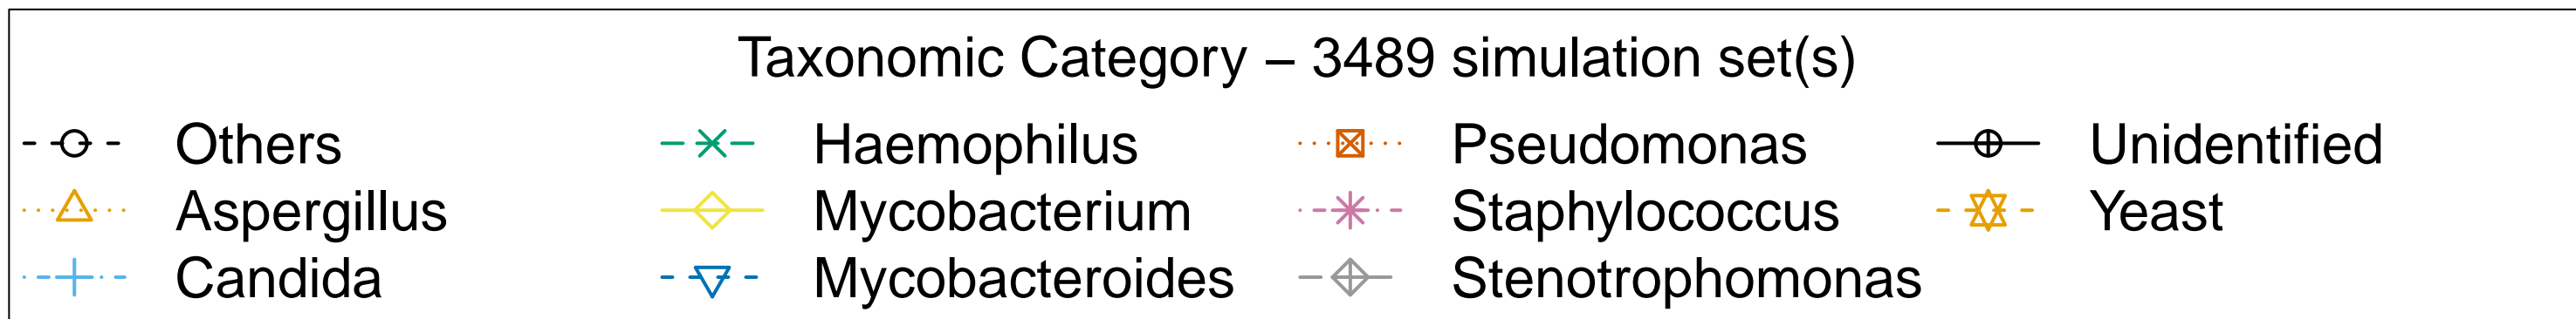 Taxonomic Category – 3489 simulation set(s)
Others
Aspergillus
Candida
Haemophilus
Mycobacterium
Mycobacteroides
Pseudomonas
Staphylococcus
Stenotrophomonas
Unidentified
Yeast